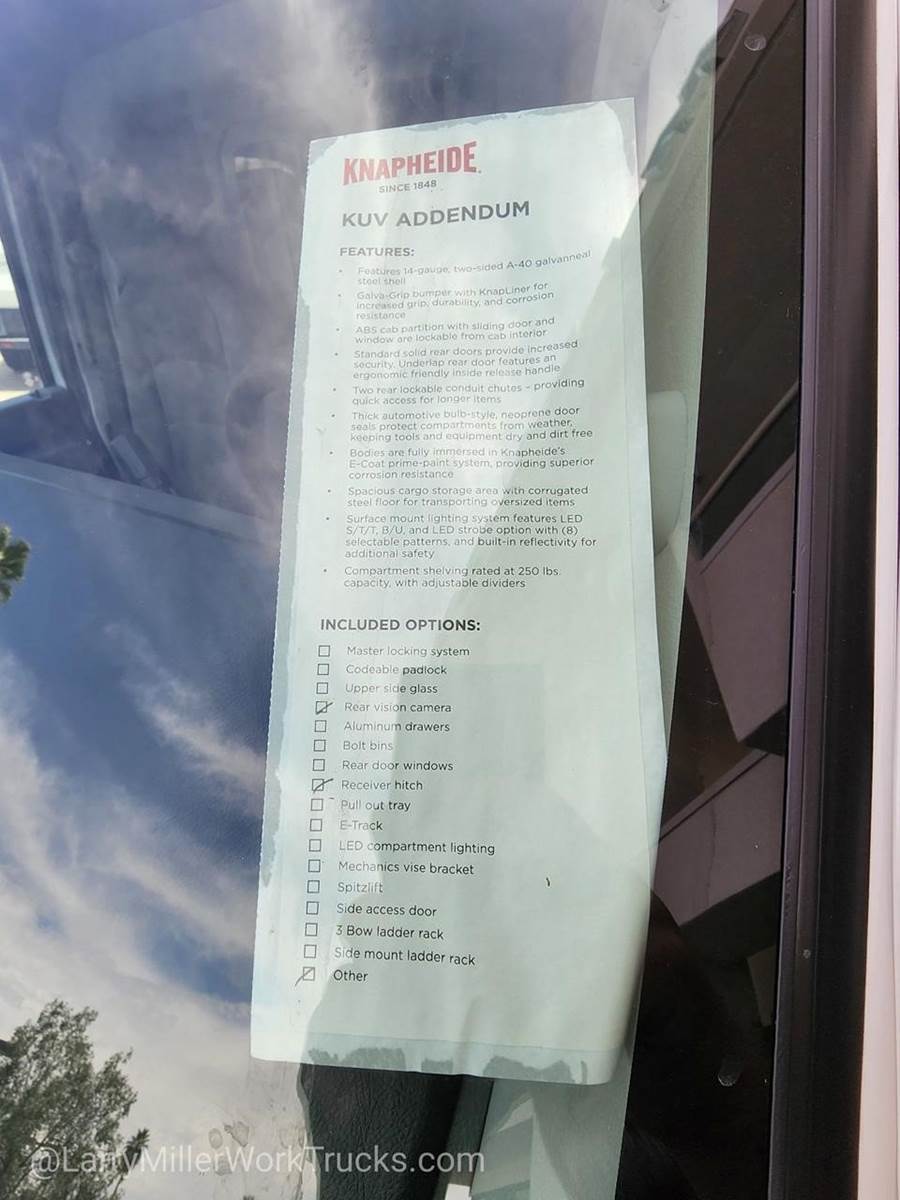 KNAPHEIDE
SINCE 1848
KUV ADDENDUM
FEATURES:
• Features 14-gauge, two-sided A-40 galvanneal
steel shell
• Galva-Grip bumper with KnapLiner for
increased grip, durability, and corrosion
resistance
• ABS cab partition with sliding door and
window are lockable from cab interior
• Standard solid rear doors provide increased
security. Underlap rear door features an
ergonomic friendly inside release handle
• Two rear lockable conduit chutes - providing
quick access for longer items
• Thick automotive bulb-style, neoprene door
seals protect compartments from weather,
keeping tools and equipment dry and dirt free
• Bodies are fully immersed in Knapheide's
E-Coat prime-paint system, providing superior
corrosion resistance
• Spacious cargo storage area with corrugated
steel floor for transporting oversized items
• Surface mount lighting system features LED
S/T/T, B/U, and LED strobe option with (8)
selectable patterns, and built-in reflectivity for
additional safety
• Compartment shelving rated at 250 lbs.
capacity, with adjustable dividers
INCLUDED OPTIONS:
Master locking system
Codeable padlock
Upper side glass
Rear vision camera
Aluminum drawers
Bolt bins
Rear door windows
Receiver hitch
Pull out tray
E-Track
LED compartment lighting
Mechanics vise bracket
Spitzlift
Side access door
3 Bow ladder rack
Side mount ladder rack
Other
@LarryMillerWorkTrucks.com